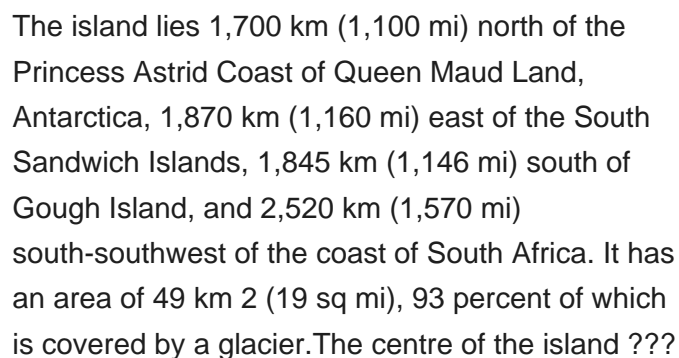 The island lies 1,700 km (1,100 mi) north of the
Princess Astrid Coast of Queen Maud Land,
Antarctica, 1,870 km (1,160 mi) east of the South
Sandwich Islands, 1,845 km (1,146 mi) south of
Gough Island, and 2,520 km (1,570 mi)
south-southwest of the coast of South Africa. It has
an area of 49 km 2 (19 sq mi), 93 percent of which
is covered by a glacier.The centre of the island ???